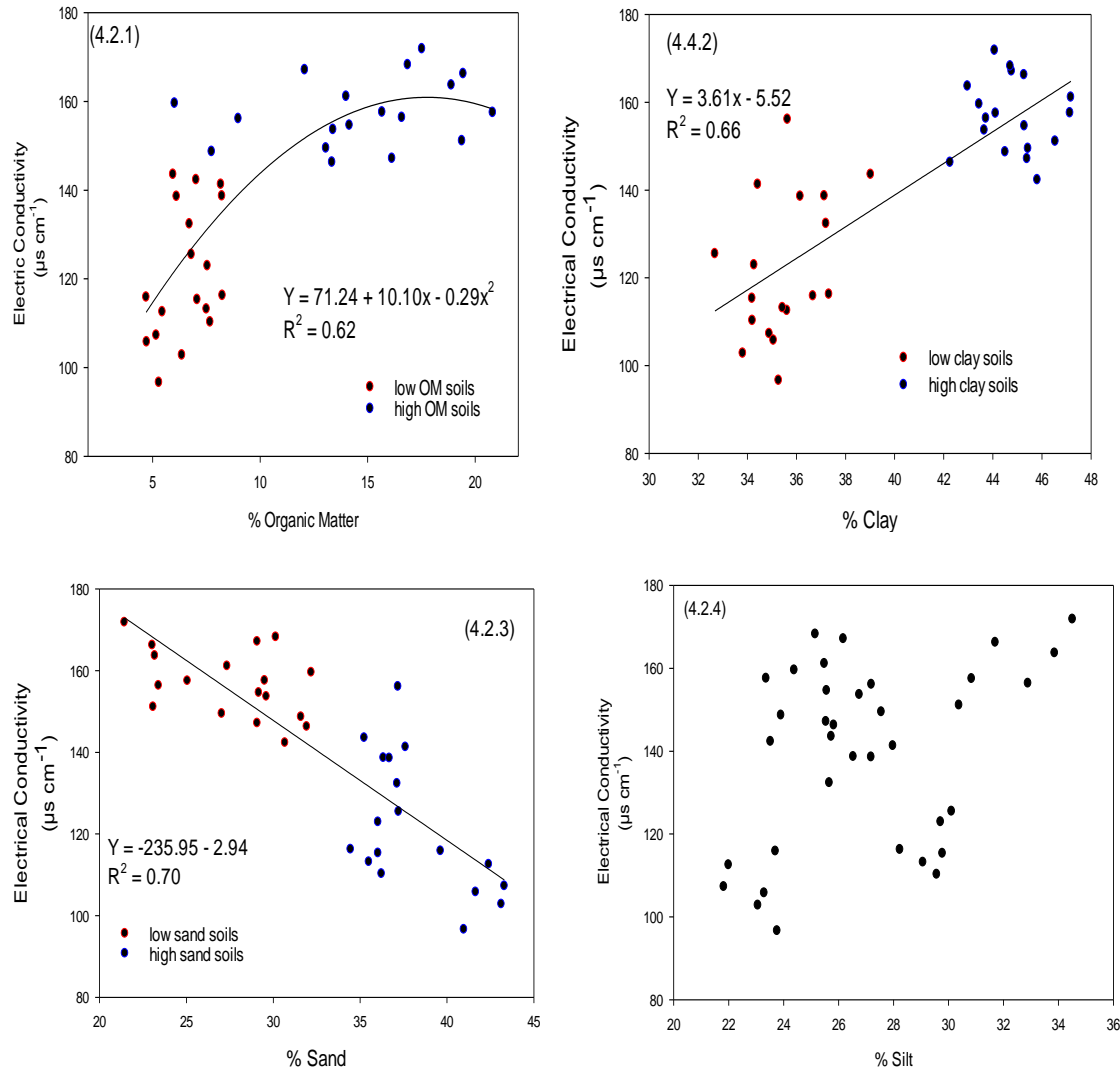 (4.2.1)
180
160
140
120
100
80
Electric Conductivity
(µs cm⁻¹)
Y = 71.24 + 10.10x - 0.29x²
R² = 0.62
low OM soils
high OM soils
5 10 15 20
% Organic Matter
(4.4.2)
180
160
140
120
100
80
Electrical Conductivity
(µs cm⁻¹)
Y = 3.61x - 5.52
R² = 0.66
low clay soils
high clay soils
30 32 34 36 38 40 42 44 46 48
% Clay
(4.2.3)
180
160
140
120
100
80
Electrical Conductivity
(µs cm⁻¹)
Y = -235.95 - 2.94
R² = 0.70
low sand soils
high sand soils
20 25 30 35 40 45
% Sand
(4.2.4)
180
160
140
120
100
80
Electrical Conductivity
(µs cm⁻¹)
20 22 24 26 28 30 32 34 36
% Silt